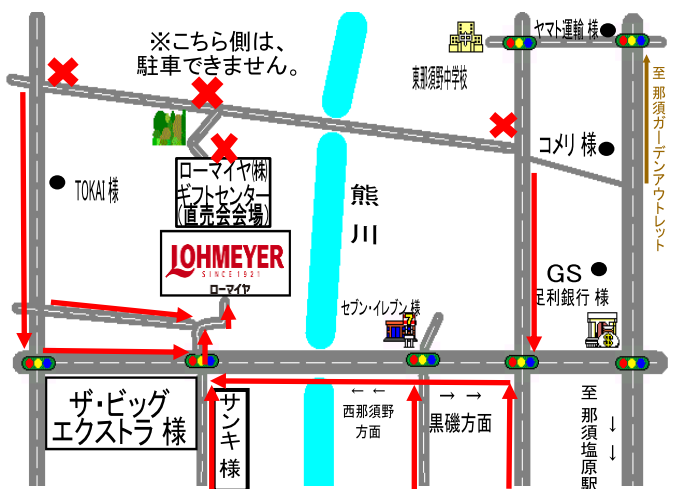 ※こちら側は、
駐車できません。
ヤマト運輸 様
東那須野中学校
至 那須ガーデンアウトレット
コメリ 様
TOKAI 様
ローマイヤ㈱
ギフトセンター
(直売会会場)
熊川
LOHMEYER
SINCE 1921
ローマイヤ
GS
足利銀行 様
セブン・イレブン 様
7
ザ・ビッグ
エクストラ 様
サンキ 様
← ←
西那須野
方面
→ →
黒磯方面
至 那須塩原駅
→ →